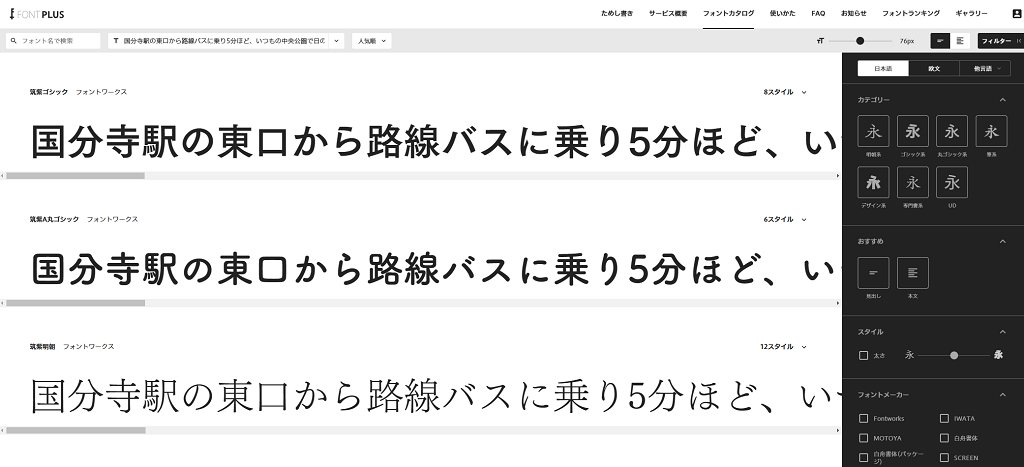 FONTPLUS
ためし書き サービス概要 フォントカタログ 使いかた FAQ お知らせ フォントランキング ギャラリー
フォント名で検索 国分寺駅の東口から路線バスに乗り5分ほど、いつもの中央公園で日の 人気順 76px フィルター
筑紫ゴシック フォントワークス 8スタイル
国分寺駅の東口から路線バスに乗り5分ほど、い
筑紫A丸ゴシック フォントワークス 6スタイル
国分寺駅の東口から路線バスに乗り5分ほど、い
筑紫明朝 フォントワークス 12スタイル
国分寺駅の東口から路線バスに乗り5分ほど、い
日本語 欧文 他言語
カテゴリー
永 永 永 永
明朝系 ゴシック系 丸ゴシック系 筆系
永 永 永
デザイン系 専門書系 UD
おすすめ
見出し 本文
スタイル
太さ 永 永
フォントメーカー
Fontworks IWATA
MOTOYA 白舟書体
白舟書体(パッケージ) SCREEN